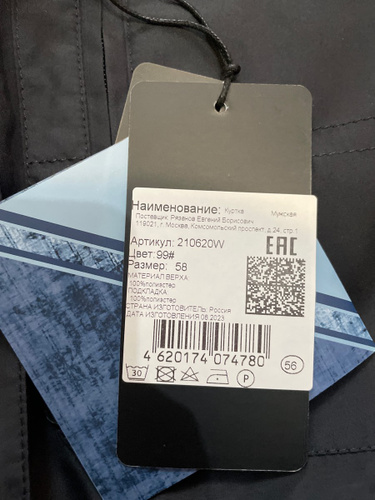 Наименование: Куртка Мужская
Поставщик: Рязанов Евгений Борисович
119021, г. Москва, Комсомольский проспект, д.24, стр.1
Артикул: 210620W
Цвет:99#
Размер: 58
EAC
МАТЕРИАЛ ВЕРХА
100%полиэстер
ПОДКЛАДКА
100%полиэстер
СТРАНА ИЗГОТОВИТЕЛЬ: Россия
ДАТА ИЗГОТОВЛЕНИЯ 06.2023
4 620174 074780
56
30
P